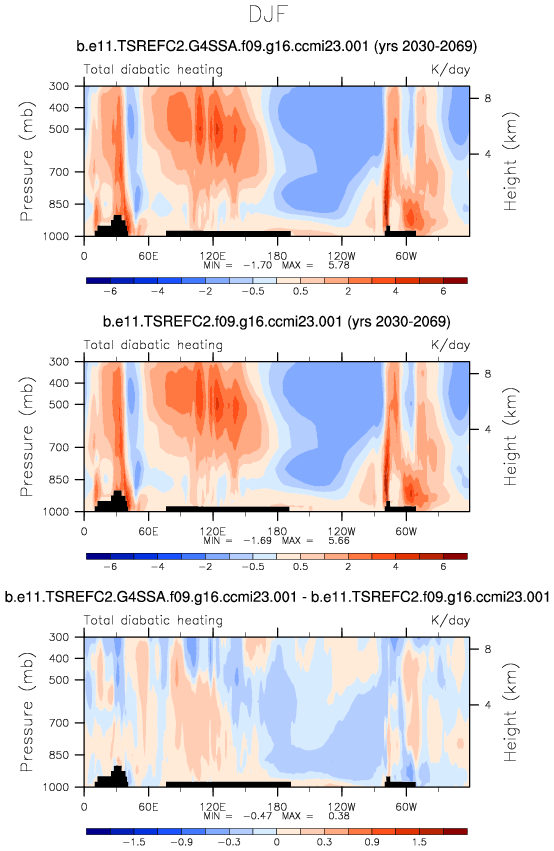 DJF
b.e11.TSREFC2.G4SSA.f09.g16.ccmi23.001 (yrs 2030-2069)
Total diabatic heating K/day
Pressure (mb)
300
400
500
700
850
1000
Height (km)
8
4
0 60E 120E 180 120W 60W
MIN = -1.70 MAX = 5.78
-6 -4 -2 -0.5 0.5 2 4 6
b.e11.TSREFC2.f09.g16.ccmi23.001 (yrs 2030-2069)
Total diabatic heating K/day
Pressure (mb)
300
400
500
700
850
1000
Height (km)
8
4
0 60E 120E 180 120W 60W
MIN = -1.69 MAX = 5.66
-6 -4 -2 -0.5 0.5 2 4 6
b.e11.TSREFC2.G4SSA.f09.g16.ccmi23.001 - b.e11.TSREFC2.f09.g16.ccmi23.001
Total diabatic heating K/day
Pressure (mb)
300
400
500
700
850
1000
Height (km)
8
4
0 60E 120E 180 120W 60W
MIN = -0.47 MAX = 0.38
-1.5 -0.9 -0.3 0 0.3 0.9 1.5